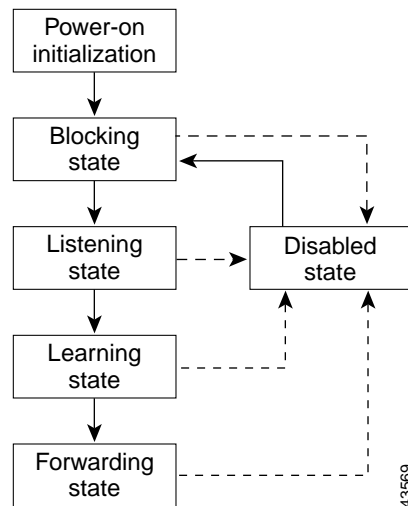 Power-on
initialization
Blocking
state
Listening
state
Disabled
state
Learning
state
Forwarding
state
43569